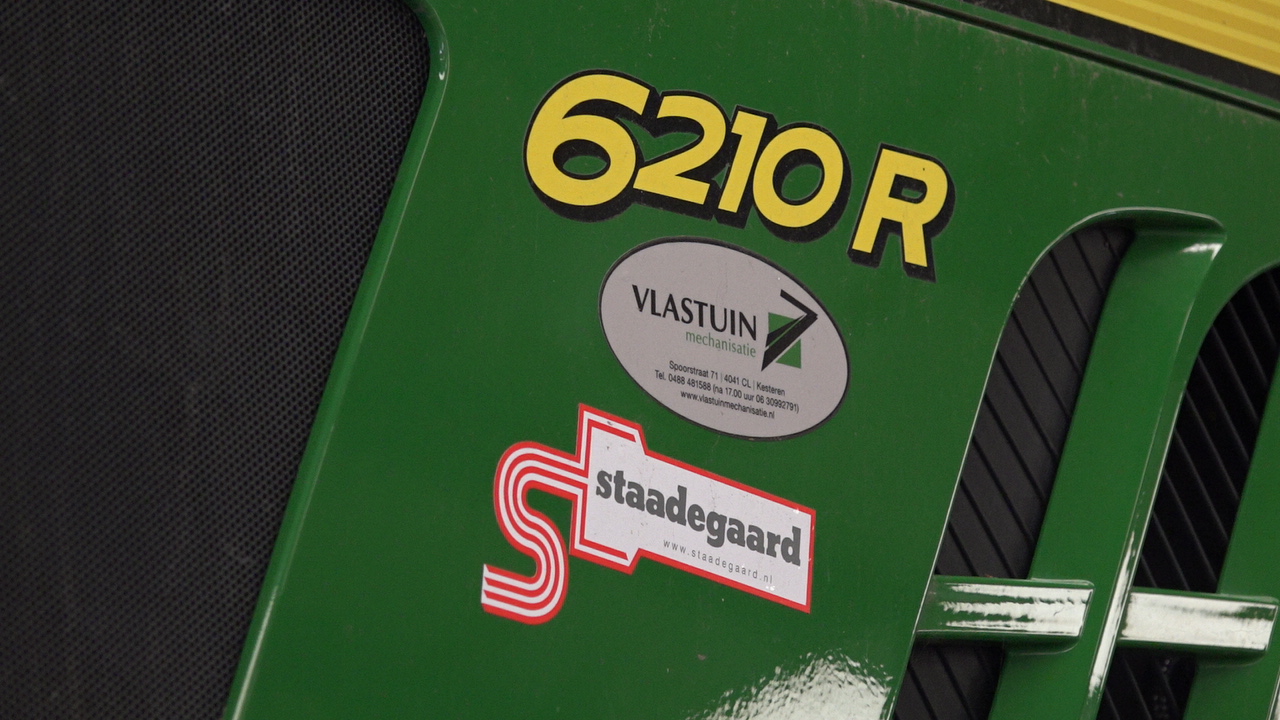 6210 R
VLASTUIN
mechanisatie
Spoorstraat 71 | 4041 CL | Kesteren
Tel. 0488 481588 (na 17.00 uur 06 30992791)
www.vlastuinmechanisatie.nl
staadegaard
www.staadegaard.nl